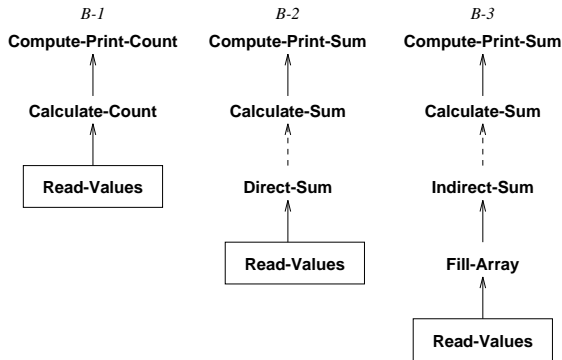 B-1
Compute-Print-Count
Calculate-Count
Read-Values
B-2
Compute-Print-Sum
Calculate-Sum
Direct-Sum
Read-Values
B-3
Compute-Print-Sum
Calculate-Sum
Indirect-Sum
Fill-Array
Read-Values